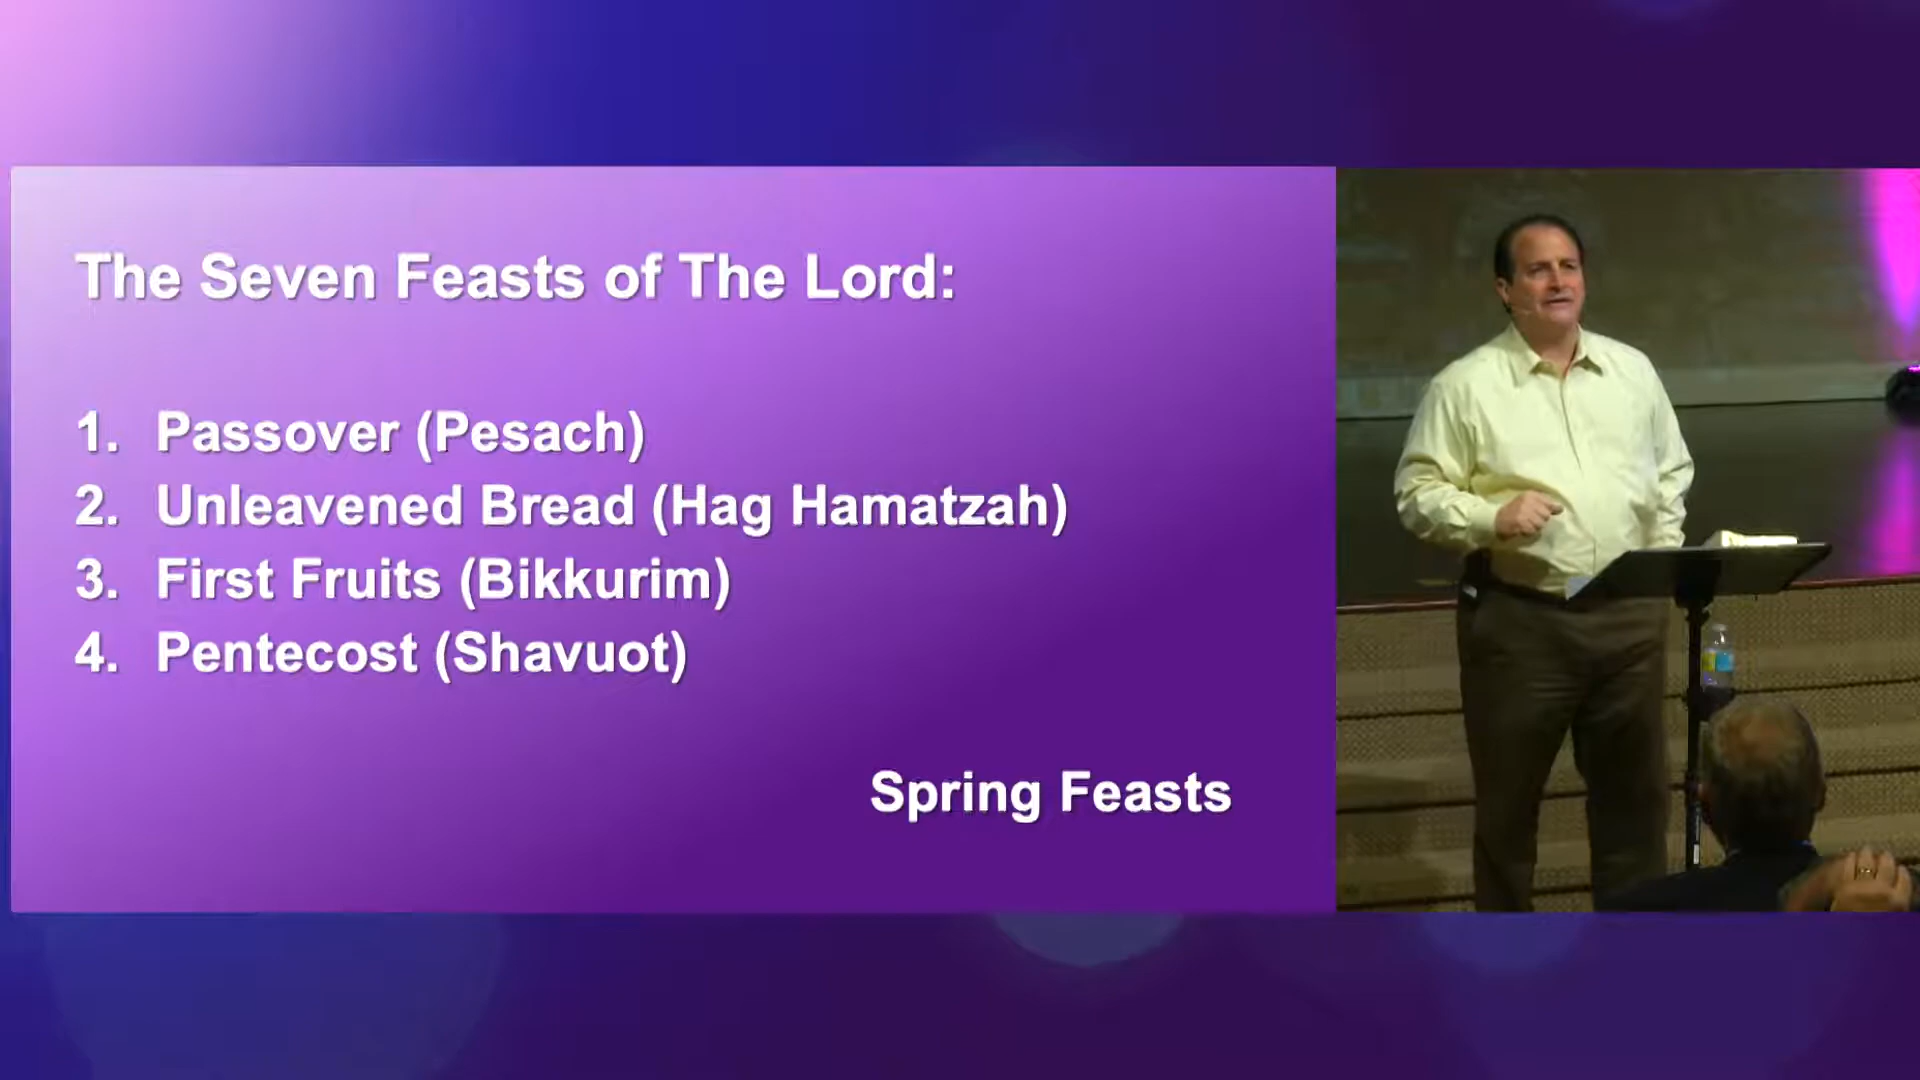 The Seven Feasts of The Lord:
1. Passover (Pesach)
2. Unleavened Bread (Hag Hamatzah)
3. First Fruits (Bikkurim)
4. Pentecost (Shavuot)
Spring Feasts